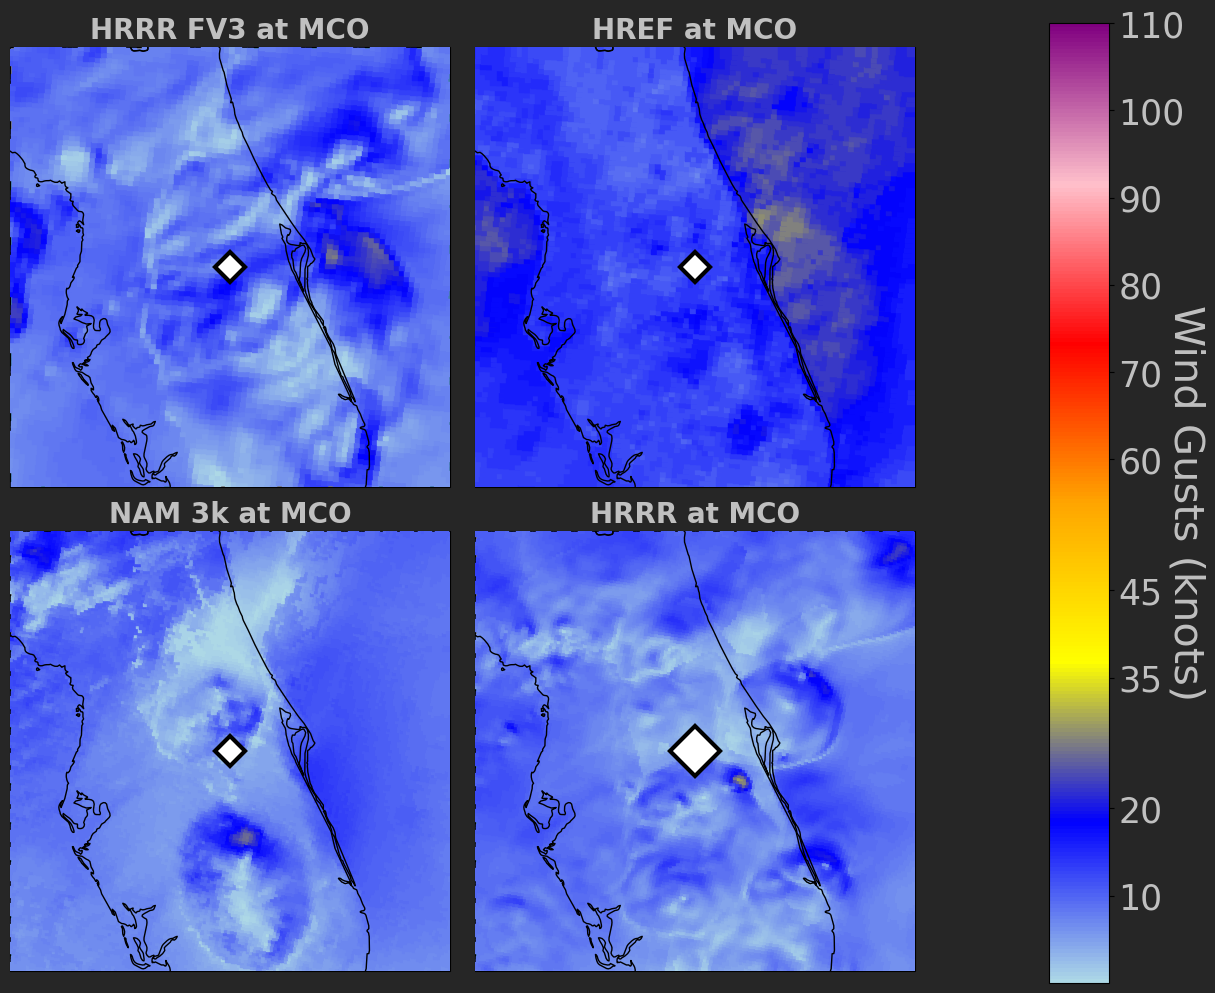 HRRR FV3 at MCO
HREF at MCO
NAM 3k at MCO
HRRR at MCO
110
100
90
80
70
60
45
35
20
10
Wind Gusts (knots)